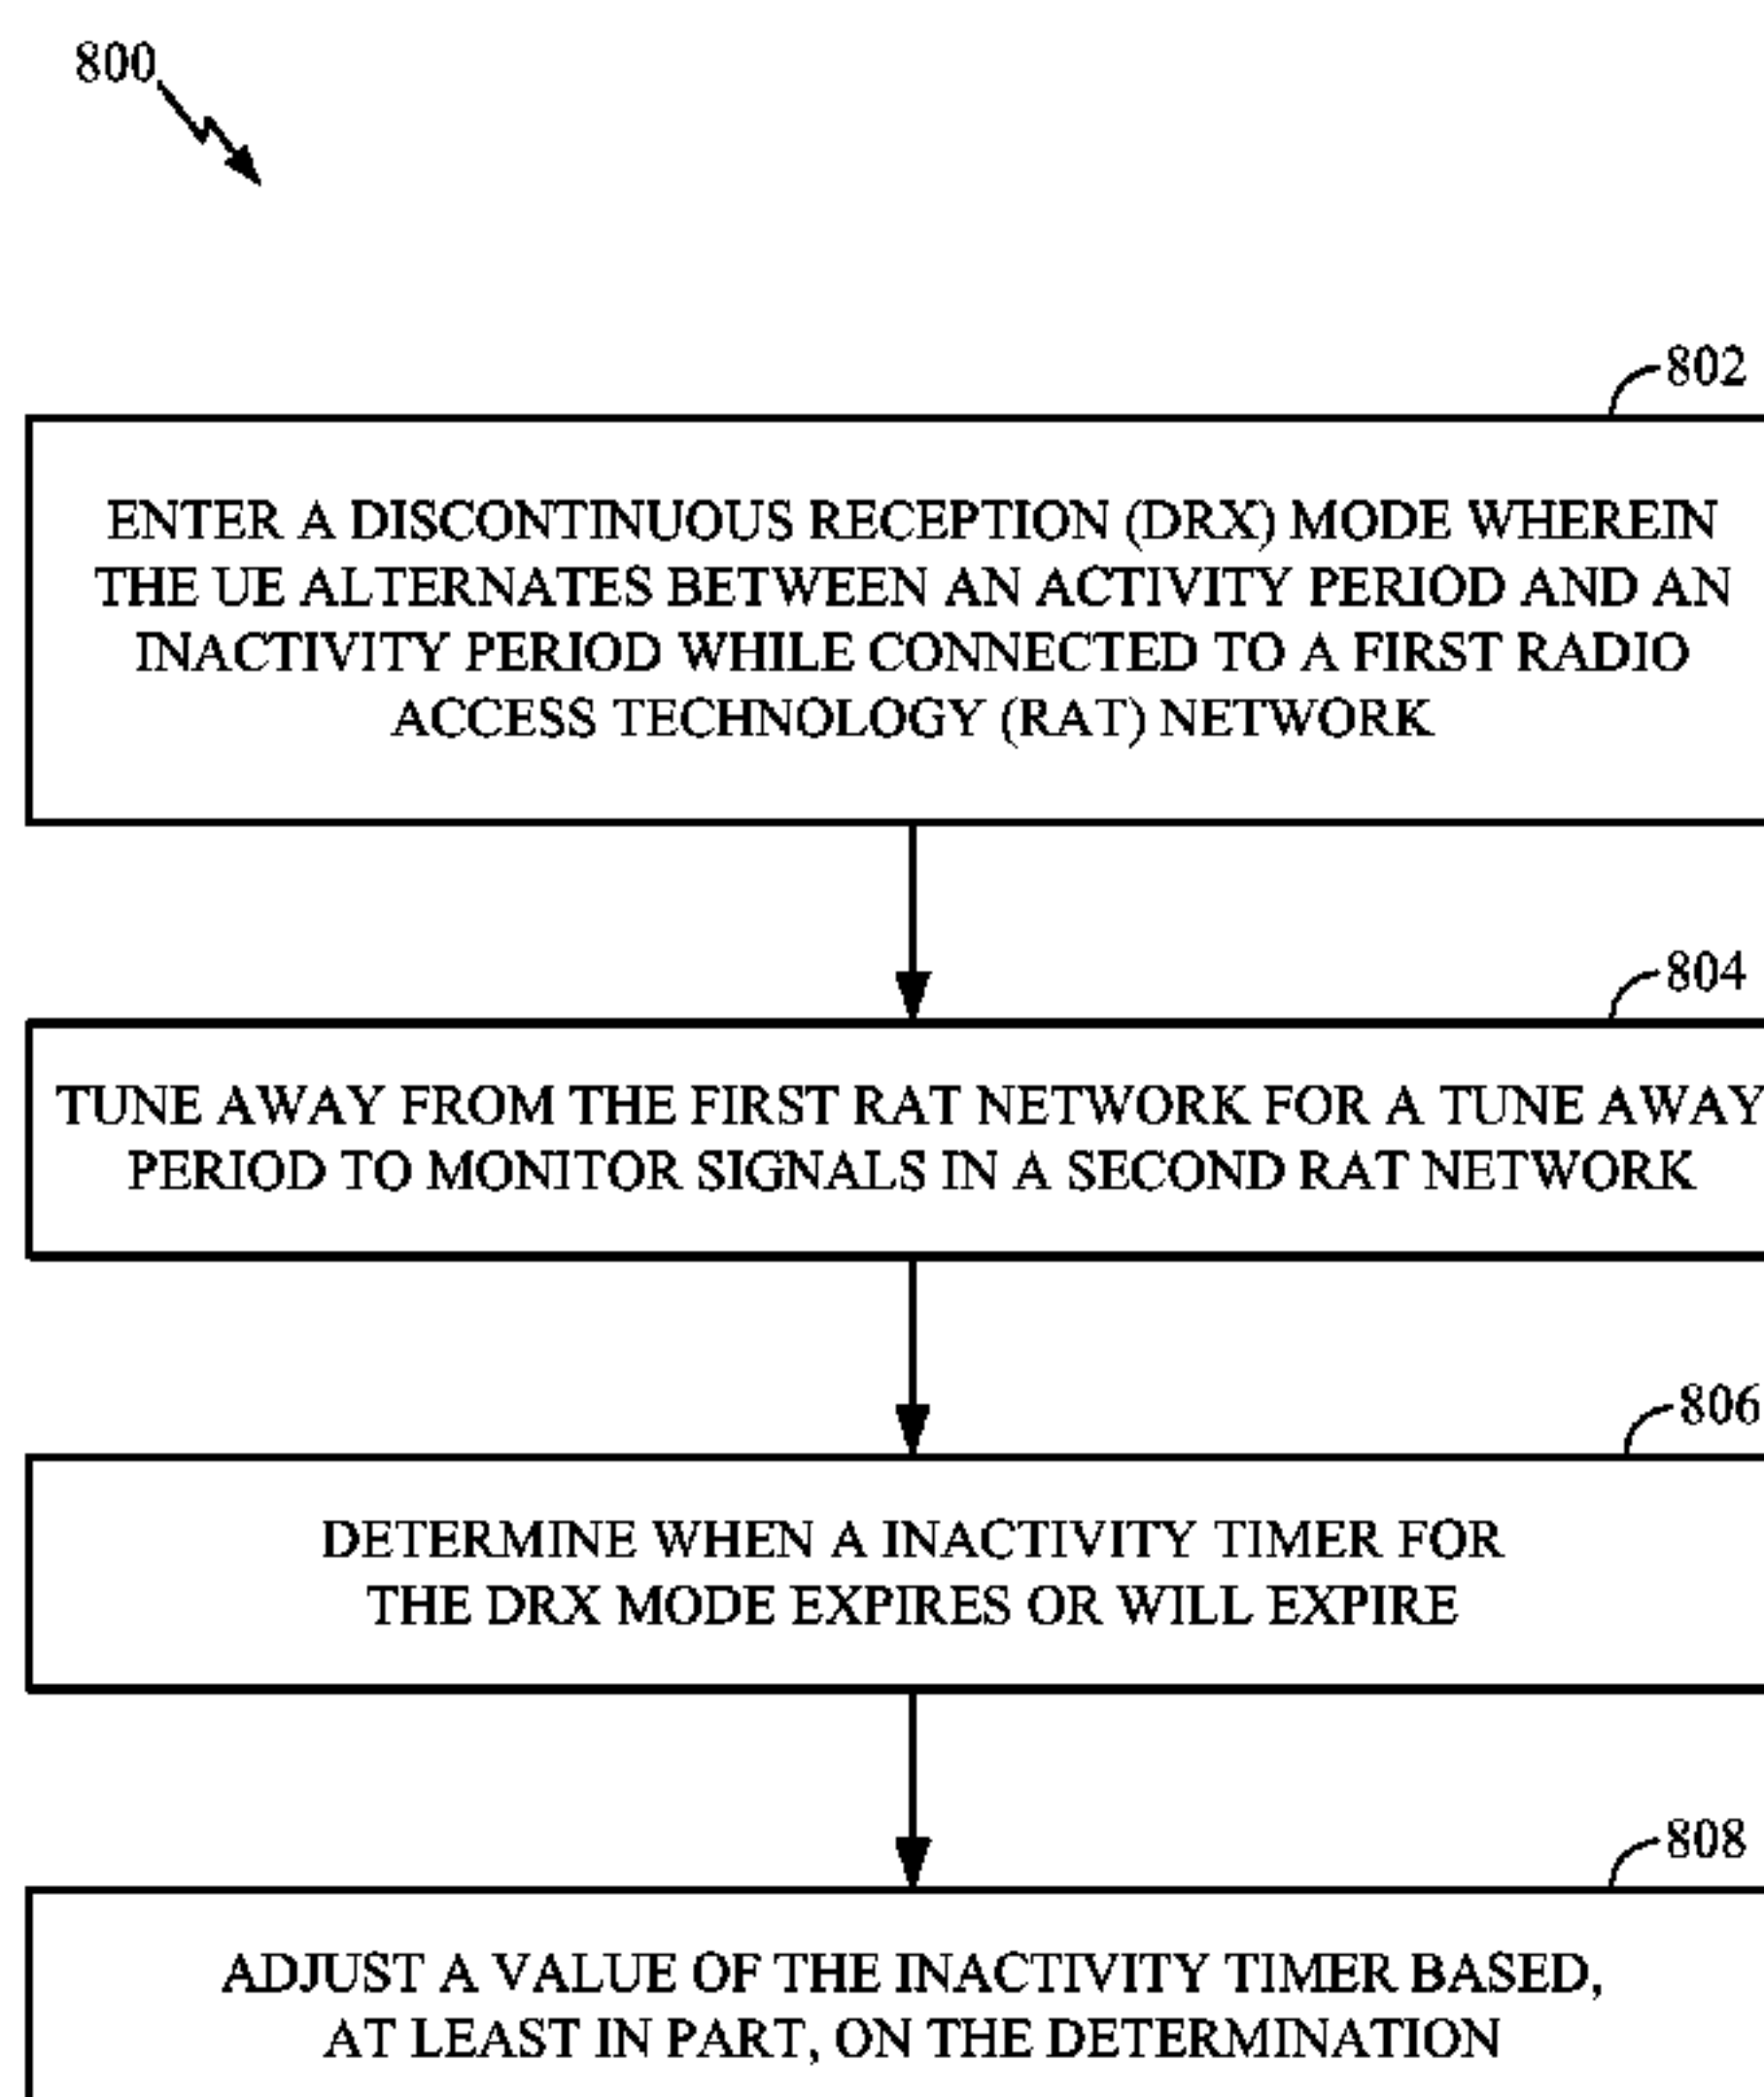 800
802
ENTER A DISCONTINUOUS RECEPTION (DRX) MODE WHEREIN
THE UE ALTERNATES BETWEEN AN ACTIVITY PERIOD AND AN
INACTIVITY PERIOD WHILE CONNECTED TO A FIRST RADIO
ACCESS TECHNOLOGY (RAT) NETWORK
804
TUNE AWAY FROM THE FIRST RAT NETWORK FOR A TUNE AWAY
PERIOD TO MONITOR SIGNALS IN A SECOND RAT NETWORK
806
DETERMINE WHEN A INACTIVITY TIMER FOR
THE DRX MODE EXPIRES OR WILL EXPIRE
808
ADJUST A VALUE OF THE INACTIVITY TIMER BASED,
AT LEAST IN PART, ON THE DETERMINATION